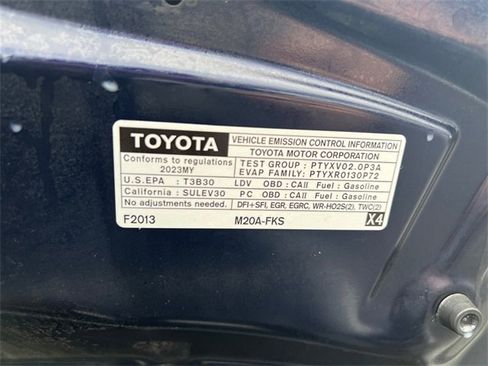 TOYOTA
VEHICLE EMISSION CONTROL INFORMATION
TOYOTA MOTOR CORPORATION
Conforms to regulations
2023MY
TEST GROUP : PTYXV02.0P3A
EVAP FAMILY: PTYXR0130P72
U.S.EPA : T3B30 LDV OBD : CAII Fuel : Gasoline
California : SULEV30 PC OBD : CAII Fuel : Gasoline
No adjustments needed. DFI+SFI, EGR, EGRC, WR-HO2S(2), TWC(2)
F2013 M20A-FKS X4